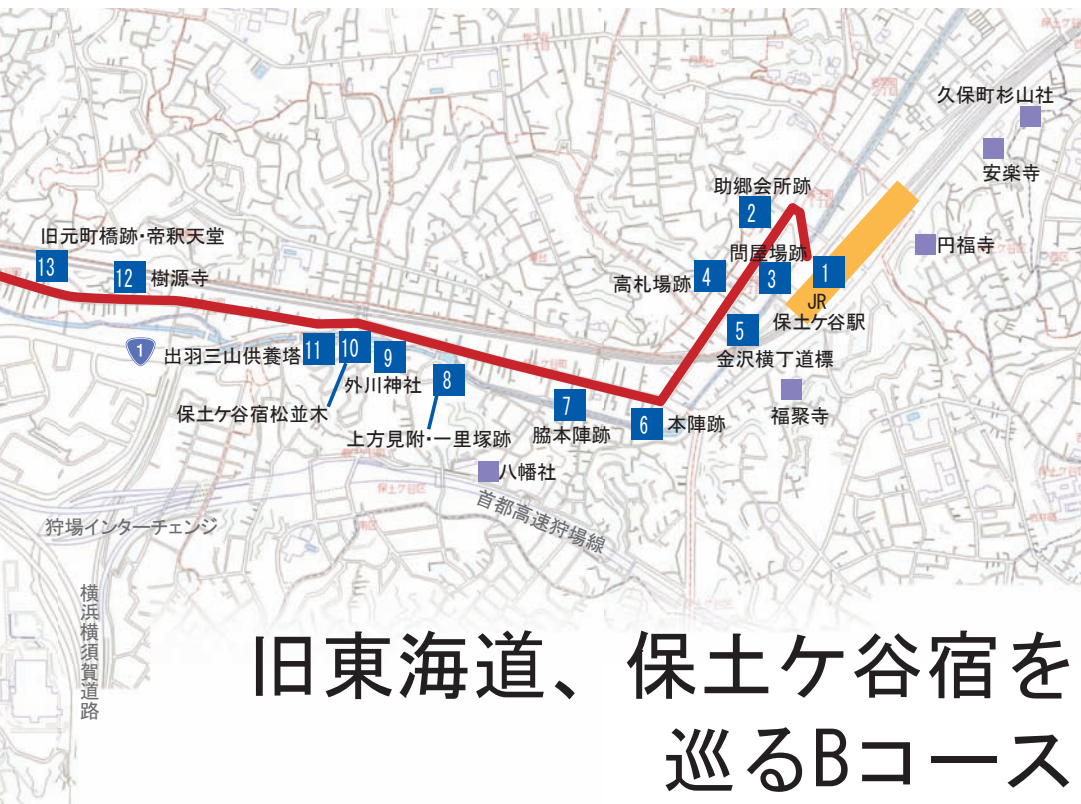 久保町杉山社
安楽寺
助郷会所跡
2
円福寺
旧元町橋跡・帝釈天堂
13
12
樹源寺
問屋場跡
高札場跡
4
3
1
JR
保土ケ谷駅
5
金沢横丁道標
1
出羽三山供養塔
11
10
9
外川神社
8
保土ケ谷宿松並木
上方見附・一里塚跡
7
脇本陣跡
6
本陣跡
福聚寺
八幡社
保土ケ谷区
首都高速狩場線
狩場インターチェンジ
横浜横須賀道路
旧東海道、保土ケ谷宿を
巡るBコース